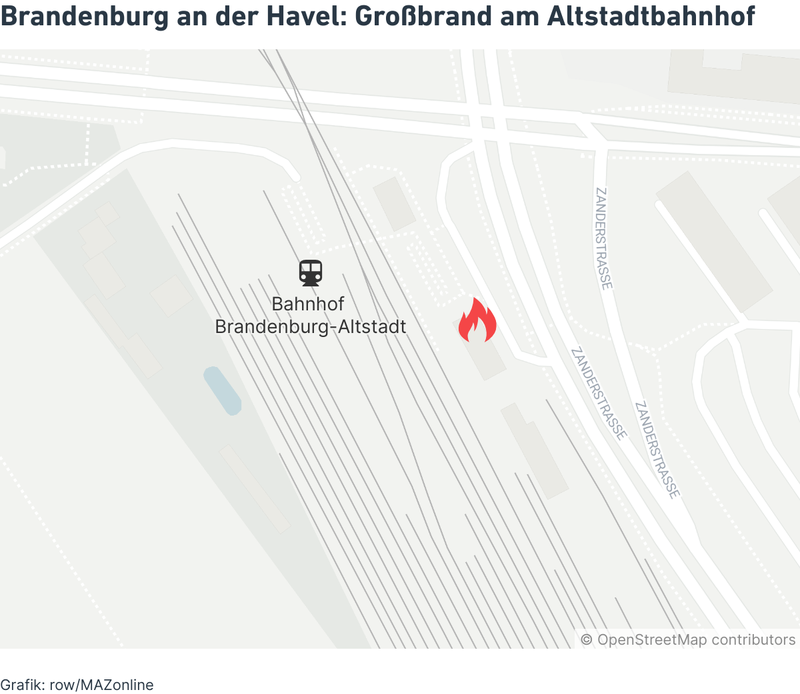 Brandenburg an der Havel: Großbrand am Altstadtbahnhof
ZANDERSTRASSE
Bahnhof
Brandenburg-Altstadt
ZANDERSTRASSE
ZANDERSTRASSE
© OpenStreetMap contributors
Grafik: row/MAZonline